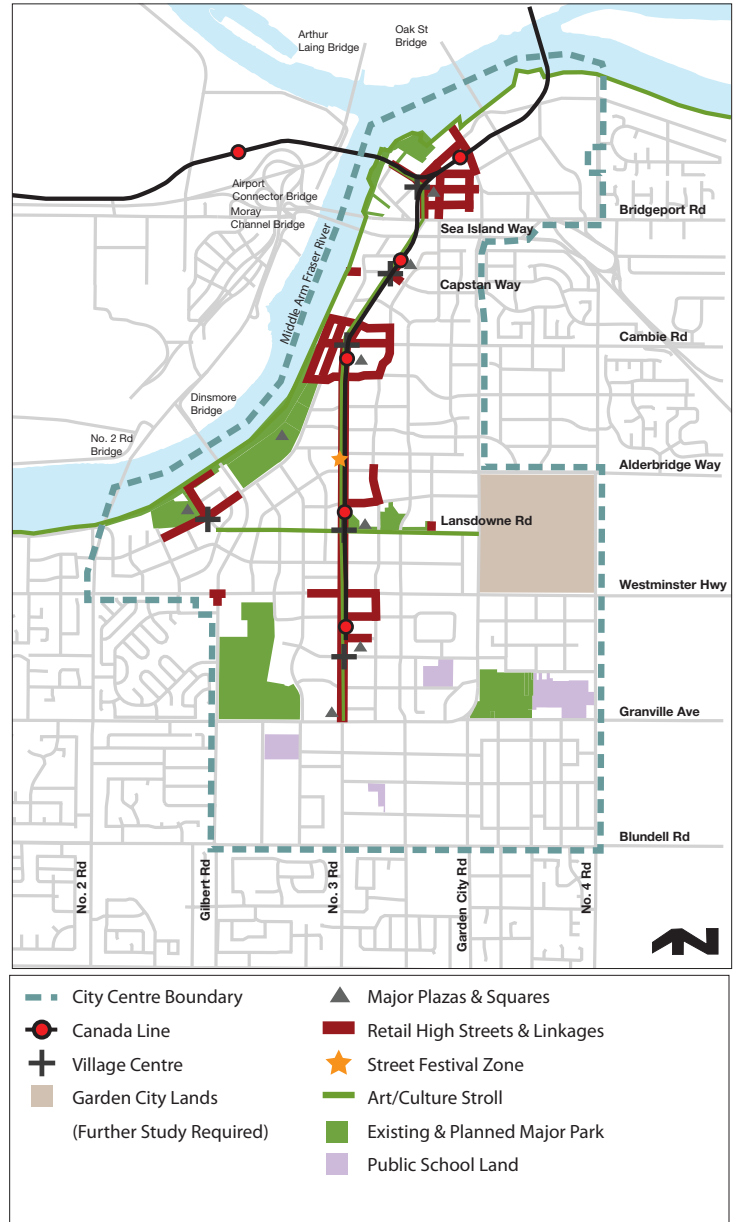 Arthur
Laing Bridge
Oak St
Bridge
Airport
Connector Bridge
Moray
Channel Bridge
Bridgeport Rd
Sea Island Way
Middle Arm Fraser River
Capstan Way
Cambie Rd
Dinsmore
Bridge
No. 2 Rd
Bridge
Alderbridge Way
Lansdowne Rd
Westminster Hwy
Granville Ave
Blundell Rd
No. 2 Rd
Gilbert Rd
No. 3 Rd
Garden City Rd
No. 4 Rd
N
City Centre Boundary
Canada Line
Village Centre
Garden City Lands
(Further Study Required)
Major Plazas & Squares
Retail High Streets & Linkages
Street Festival Zone
Art/Culture Stroll
Existing & Planned Major Park
Public School Land